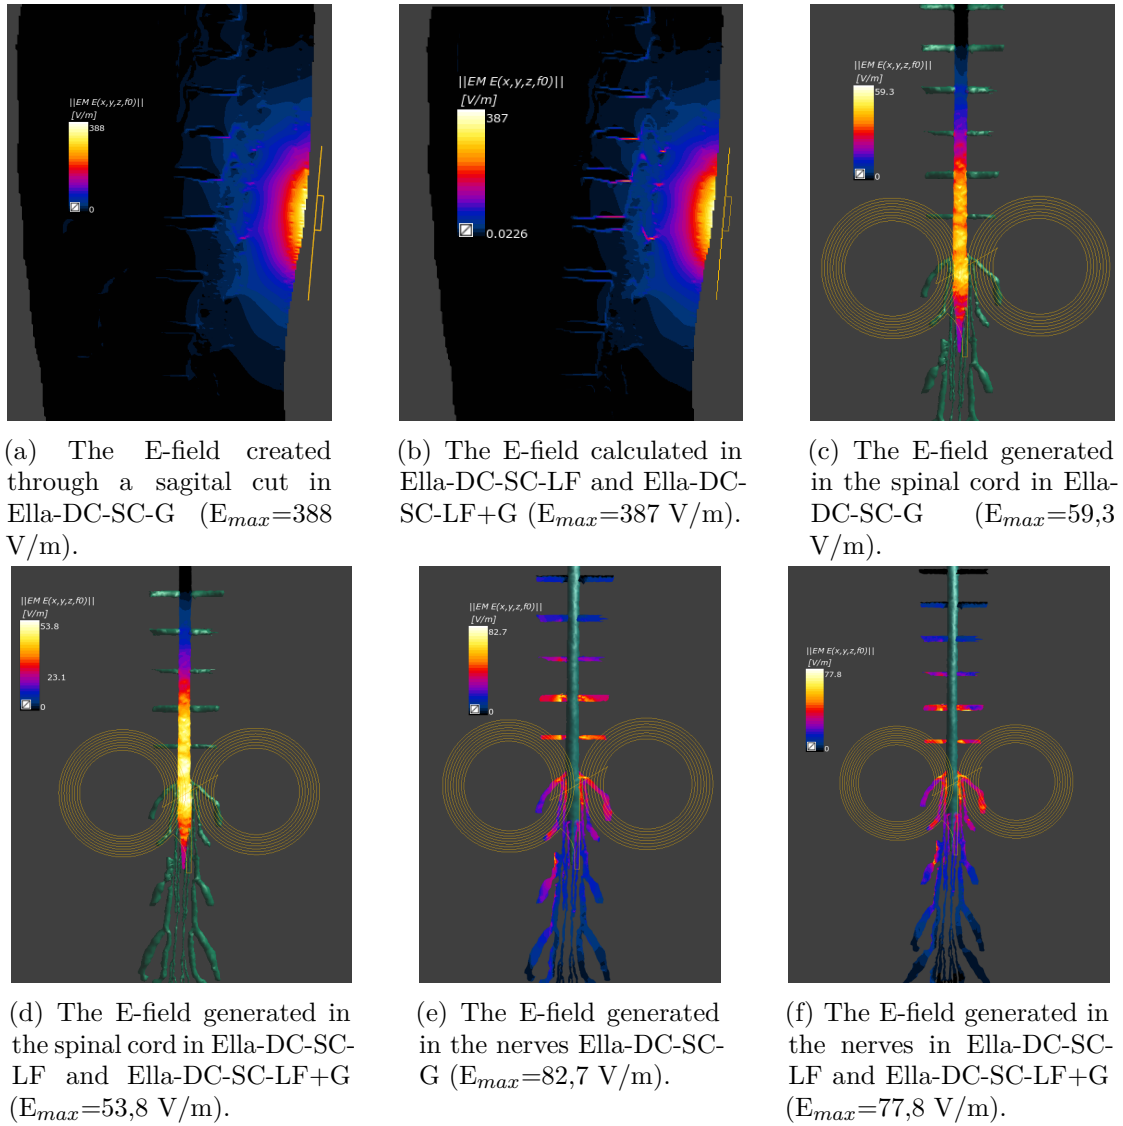 ||EM E(x,y,z,f0)||
[V/m]
388
0
||EM E(x,y,z,f0)||
[V/m]
387
0.0226
||EM E(x,y,z,f0)||
[V/m]
59.3
0
(a) The E-field created
through a sagital cut in
Ella-DC-SC-G (Emax=388
V/m).
(b) The E-field calculated in
Ella-DC-SC-LF and Ella-DC-
SC-LF+G (Emax=387 V/m).
(c) The E-field generated
in the spinal cord in Ella-
DC-SC-G (Emax=59,3
V/m).
||EM E(x,y,z,f0)||
[V/m]
53.8
23.1
0
||EM E(x,y,z,f0)||
[V/m]
82.7
0
||EM E(x,y,z,f0)||
[V/m]
77.8
0
(d) The E-field generated in
the spinal cord in Ella-DC-SC-
LF and Ella-DC-SC-LF+G
(Emax=53,8 V/m).
(e) The E-field generated
in the nerves Ella-DC-SC-
G (Emax=82,7 V/m).
(f) The E-field generated in
the nerves in Ella-DC-SC-
LF and Ella-DC-SC-LF+G
(Emax=77,8 V/m).